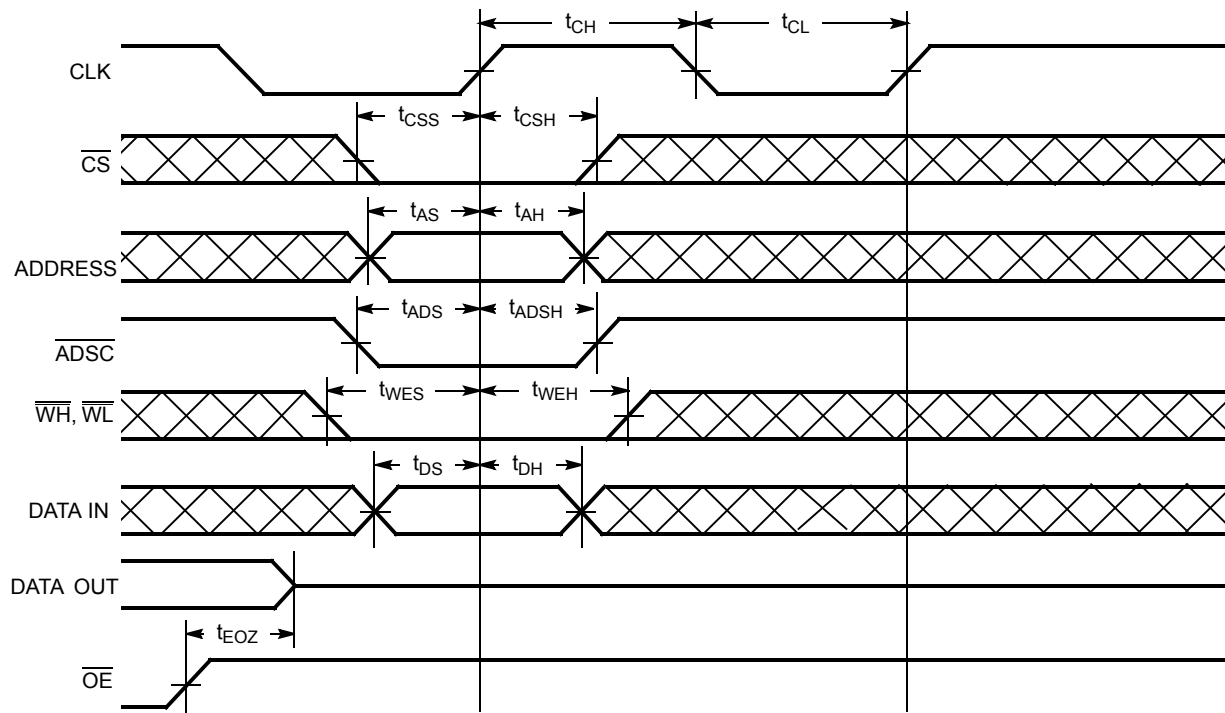 tCH
tCL
CLK
tCSS
tCSH
CS
tAS
tAH
ADDRESS
tADS
tADSH
ADSC
tWES
tWEH
WH, WL
tDS
tDH
DATA IN
DATA OUT
tEOZ
OE